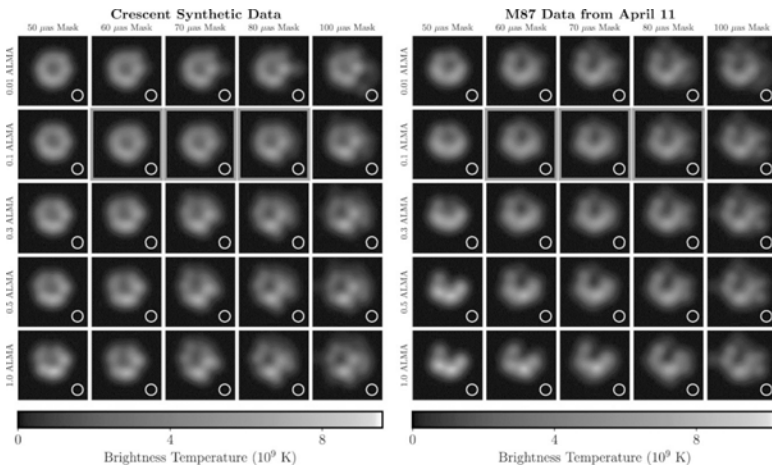 Crescent Synthetic Data
50 μas Mask 60 μas Mask 70 μas Mask 80 μas Mask 100 μas Mask
0.01 ALMA
0.1 ALMA
0.3 ALMA
0.5 ALMA
1.0 ALMA
0 4 8
Brightness Temperature (10⁹ K)
M87 Data from April 11
50 μas Mask 60 μas Mask 70 μas Mask 80 μas Mask 100 μas Mask
0.01 ALMA
0.1 ALMA
0.3 ALMA
0.5 ALMA
1.0 ALMA
0 4 8
Brightness Temperature (10⁹ K)